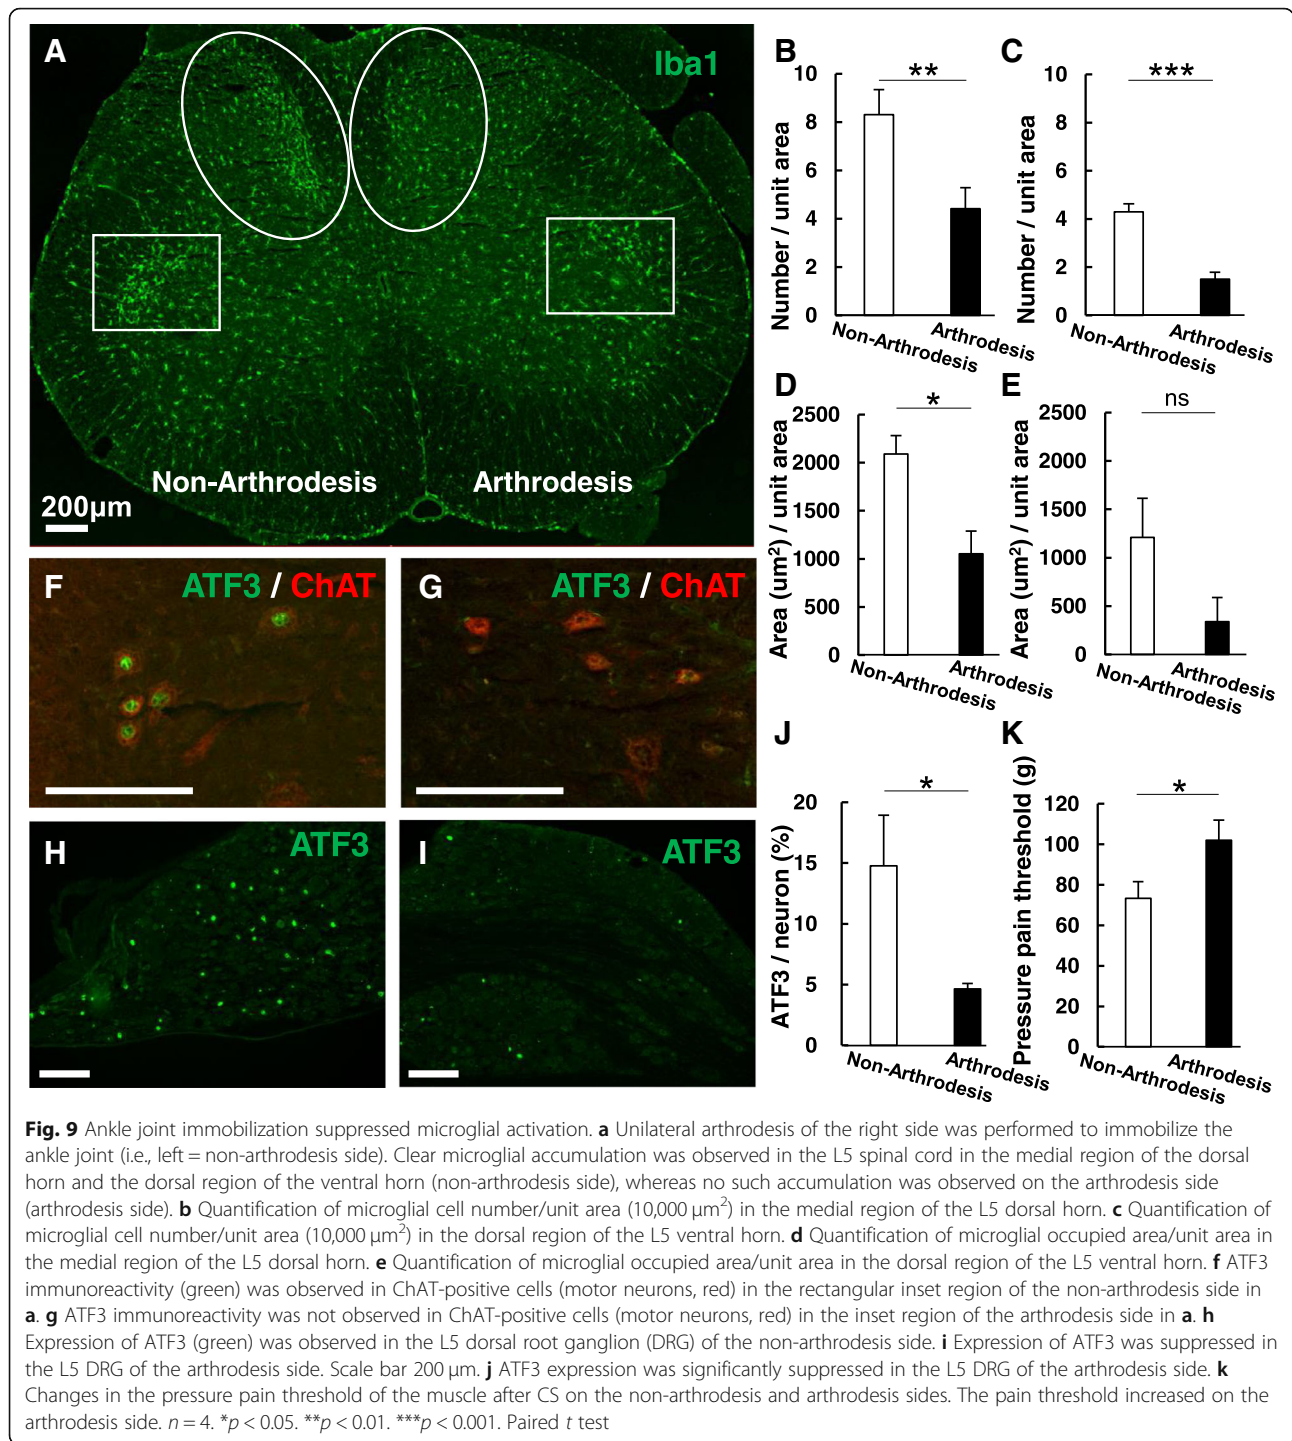 A
Iba1
Non-Arthrodesis
Arthrodesis
200µm
B
**
10
8
6
4
2
0
Number / unit area
Non-Arthrodesis
Arthrodesis
C
***
10
8
6
4
2
0
Number / unit area
Non-Arthrodesis
Arthrodesis
D
*
2500
2000
1500
1000
500
0
Area (um²) / unit area
Non-Arthrodesis
Arthrodesis
E
ns
2500
2000
1500
1000
500
0
Area (um²) / unit area
Non-Arthrodesis
Arthrodesis
F
ATF3 / ChAT
G
ATF3 / ChAT
H
ATF3
I
ATF3
J
*
20
15
10
5
0
ATF3 / neuron (%)
Non-Arthrodesis
Arthrodesis
K
*
120
100
80
60
40
20
0
Pressure pain threshold (g)
Non-Arthrodesis
Arthrodesis
Fig. 9 Ankle joint immobilization suppressed microglial activation. a Unilateral arthrodesis of the right side was performed to immobilize the
ankle joint (i.e., left = non-arthrodesis side). Clear microglial accumulation was observed in the L5 spinal cord in the medial region of the dorsal
horn and the dorsal region of the ventral horn (non-arthrodesis side), whereas no such accumulation was observed on the arthrodesis side
(arthrodesis side). b Quantification of microglial cell number/unit area (10,000 µm²) in the medial region of the L5 dorsal horn. c Quantification of
microglial cell number/unit area (10,000 µm²) in the dorsal region of the L5 ventral horn. d Quantification of microglial occupied area/unit area in
the medial region of the L5 dorsal horn. e Quantification of microglial occupied area/unit area in the dorsal region of the L5 ventral horn. f ATF3
immunoreactivity (green) was observed in ChAT-positive cells (motor neurons, red) in the rectangular inset region of the non-arthrodesis side in
a. g ATF3 immunoreactivity was not observed in ChAT-positive cells (motor neurons, red) in the inset region of the arthrodesis side in a. h
Expression of ATF3 (green) was observed in the L5 dorsal root ganglion (DRG) of the non-arthrodesis side. i Expression of ATF3 was suppressed in
the L5 DRG of the arthrodesis side. Scale bar 200 µm. j ATF3 expression was significantly suppressed in the L5 DRG of the arthrodesis side. k
Changes in the pressure pain threshold of the muscle after CS on the non-arthrodesis and arthrodesis sides. The pain threshold increased on the
arthrodesis side. n = 4. *p < 0.05. **p < 0.01. ***p < 0.001. Paired t test